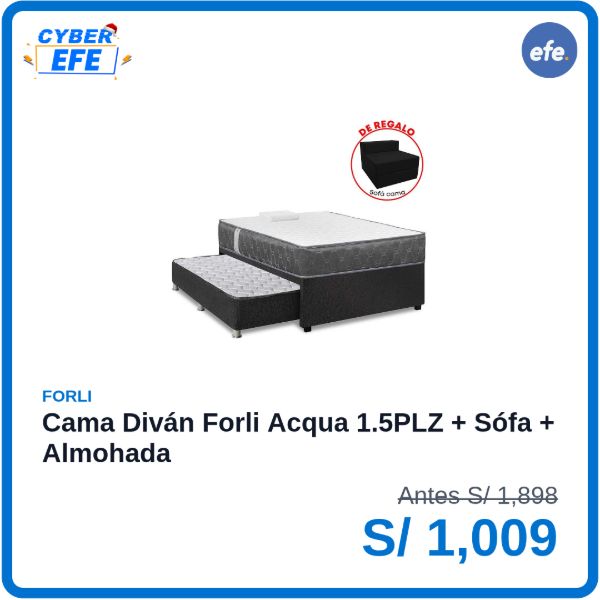 CYBER
EFE
efe.
DE REGALO
Sofá cama
FORLI
Cama Diván Forli Acqua 1.5PLZ + Sófa +
Almohada
Antes S/ 1,898
S/ 1,009